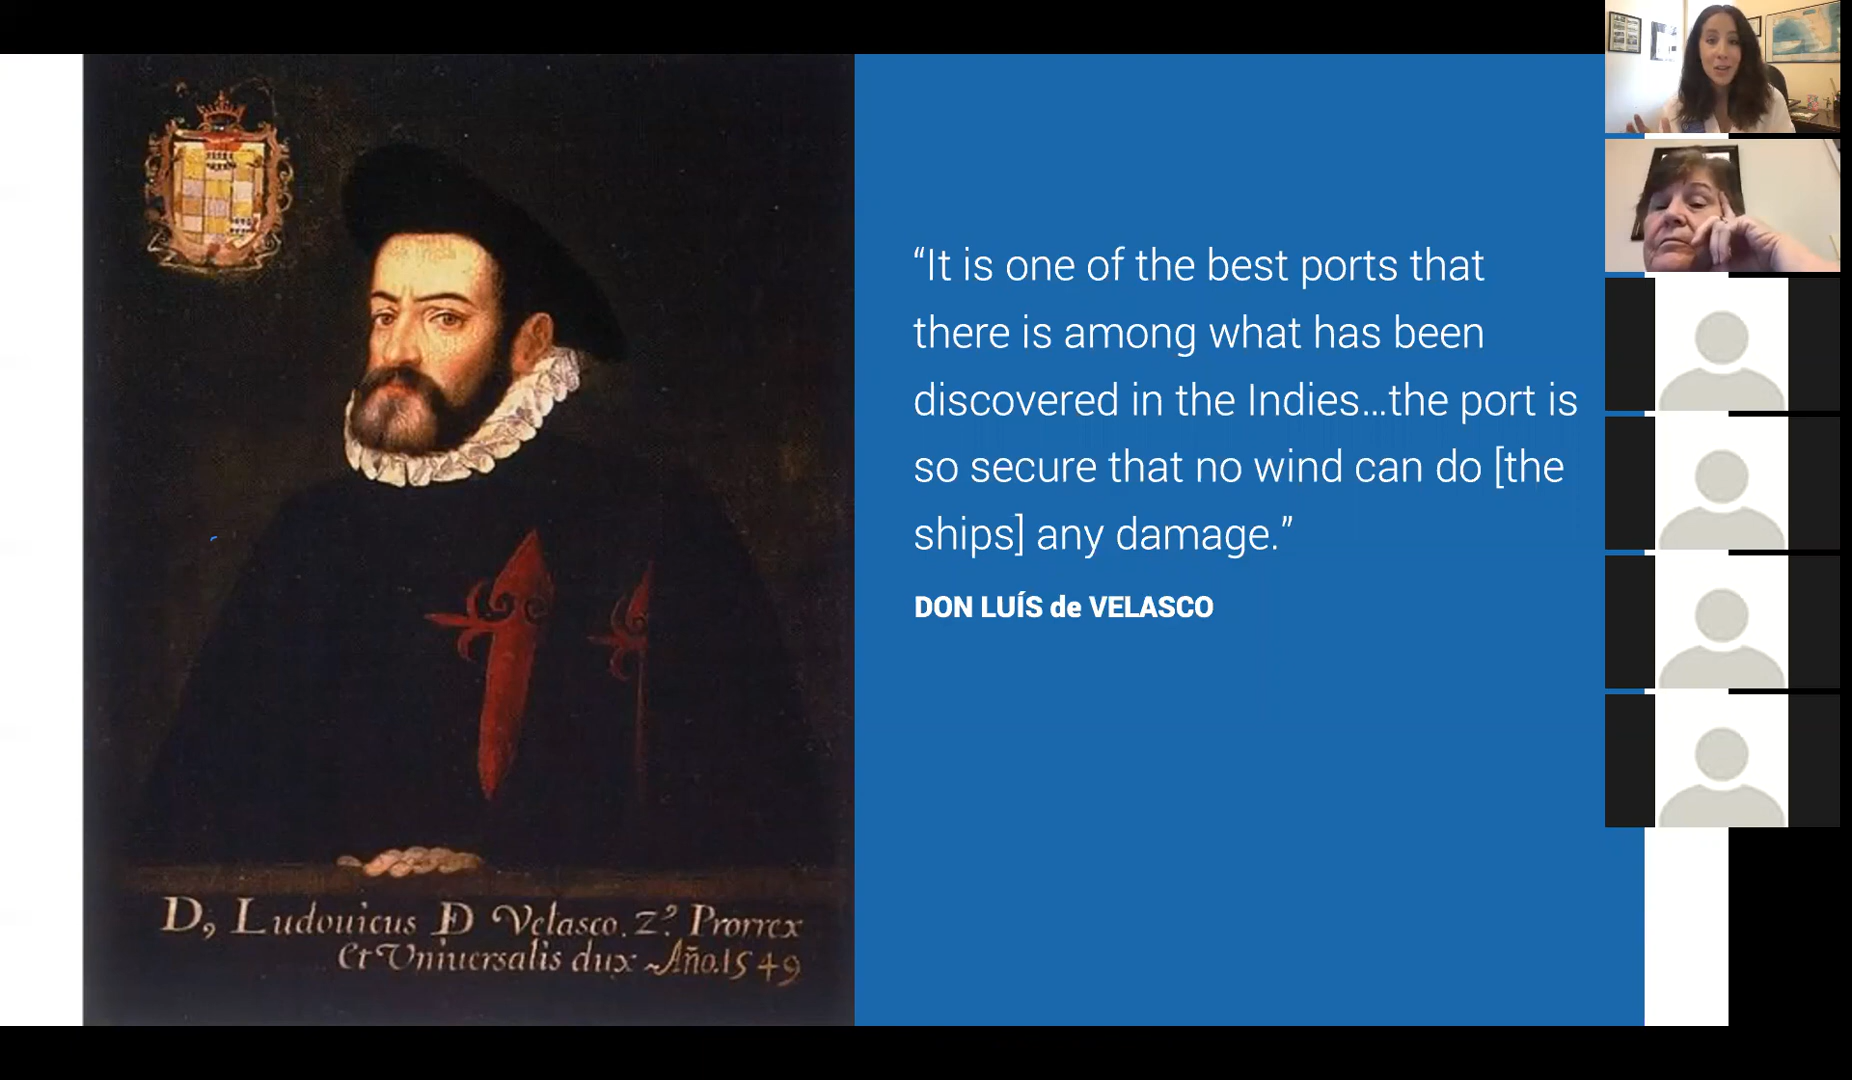 “It is one of the best ports that
there is among what has been
discovered in the Indies...the port is
so secure that no wind can do [the
ships] any damage.”
DON LUÍS de VELASCO
D, Ludouicus D Velasco. 2º Prorrex
et Vniuersalis dux ~Año.1549